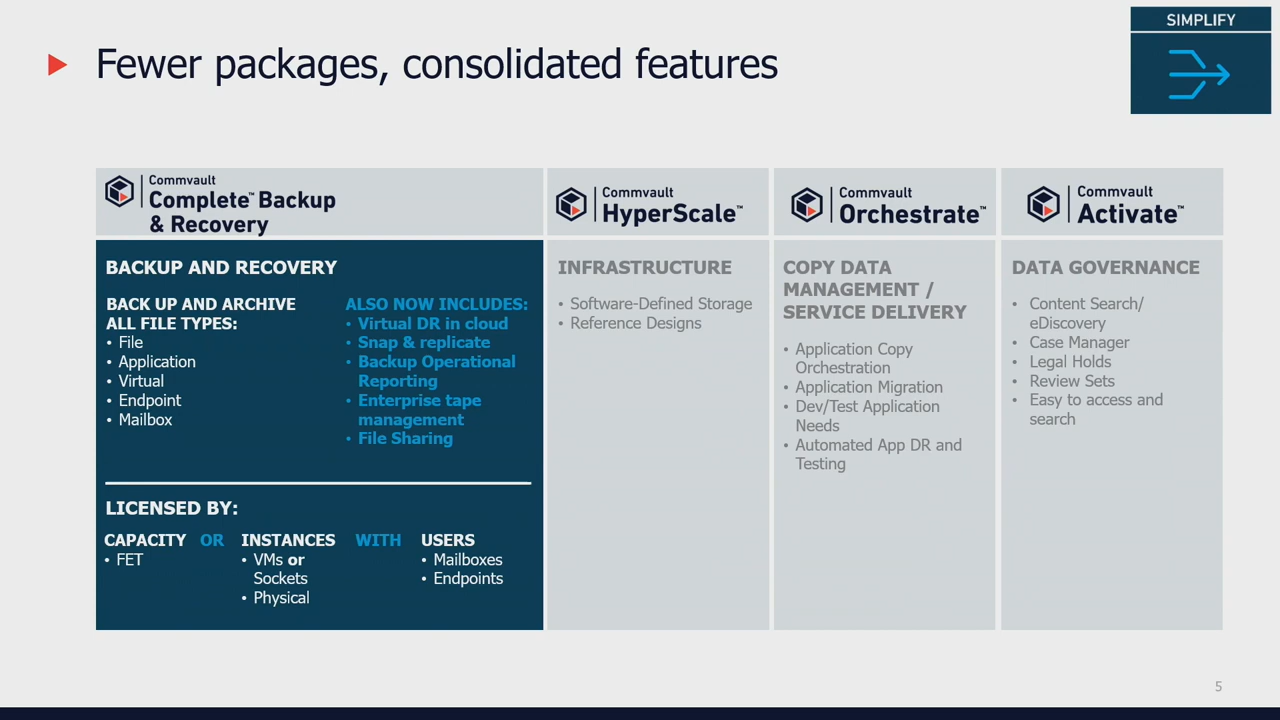 SIMPLIFY
Fewer packages, consolidated features
Commvault
Complete™ Backup
& Recovery
Commvault
HyperScale™
Commvault
Orchestrate™
Commvault
Activate™
BACKUP AND RECOVERY
BACK UP AND ARCHIVE
ALL FILE TYPES:
• File
• Application
• Virtual
• Endpoint
• Mailbox
ALSO NOW INCLUDES:
• Virtual DR in cloud
• Snap & replicate
• Backup Operational
Reporting
• Enterprise tape
management
• File Sharing
LICENSED BY:
CAPACITY OR INSTANCES WITH USERS
• FET
• VMs or
Sockets
• Physical
• Mailboxes
• Endpoints
INFRASTRUCTURE
• Software-Defined Storage
• Reference Designs
COPY DATA
MANAGEMENT /
SERVICE DELIVERY
• Application Copy
Orchestration
• Application Migration
• Dev/Test Application
Needs
• Automated App DR and
Testing
DATA GOVERNANCE
• Content Search/
eDiscovery
• Case Manager
• Legal Holds
• Review Sets
• Easy to access and
search
5